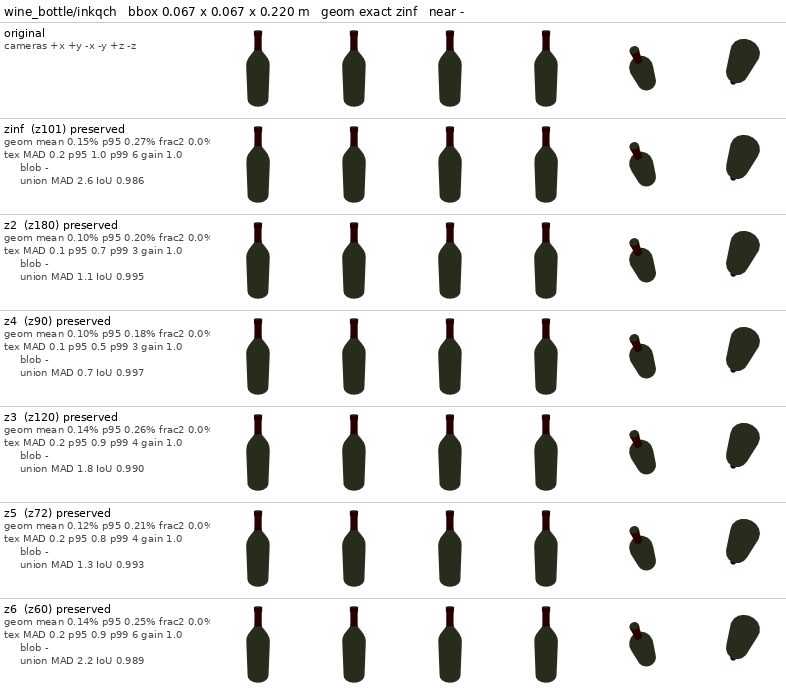 wine_bottle/inkqch   bbox 0.067 x 0.067 x 0.220 m   geom exact zinf   near -
original
cameras +x +y -x -y +z -z
zinf  (z101) preserved
geom mean 0.15% p95 0.27% frac2 0.0%
tex MAD 0.2 p95 1.0 p99 6 gain 1.0
blob -
union MAD 2.6 IoU 0.986
z2  (z180) preserved
geom mean 0.10% p95 0.20% frac2 0.0%
tex MAD 0.1 p95 0.7 p99 3 gain 1.0
blob -
union MAD 1.1 IoU 0.995
z4  (z90) preserved
geom mean 0.10% p95 0.18% frac2 0.0%
tex MAD 0.1 p95 0.5 p99 3 gain 1.0
blob -
union MAD 0.7 IoU 0.997
z3  (z120) preserved
geom mean 0.14% p95 0.26% frac2 0.0%
tex MAD 0.2 p95 0.9 p99 4 gain 1.0
blob -
union MAD 1.8 IoU 0.990
z5  (z72) preserved
geom mean 0.12% p95 0.21% frac2 0.0%
tex MAD 0.2 p95 0.8 p99 4 gain 1.0
blob -
union MAD 1.3 IoU 0.993
z6  (z60) preserved
geom mean 0.14% p95 0.25% frac2 0.0%
tex MAD 0.2 p95 0.9 p99 6 gain 1.0
blob -
union MAD 2.2 IoU 0.989